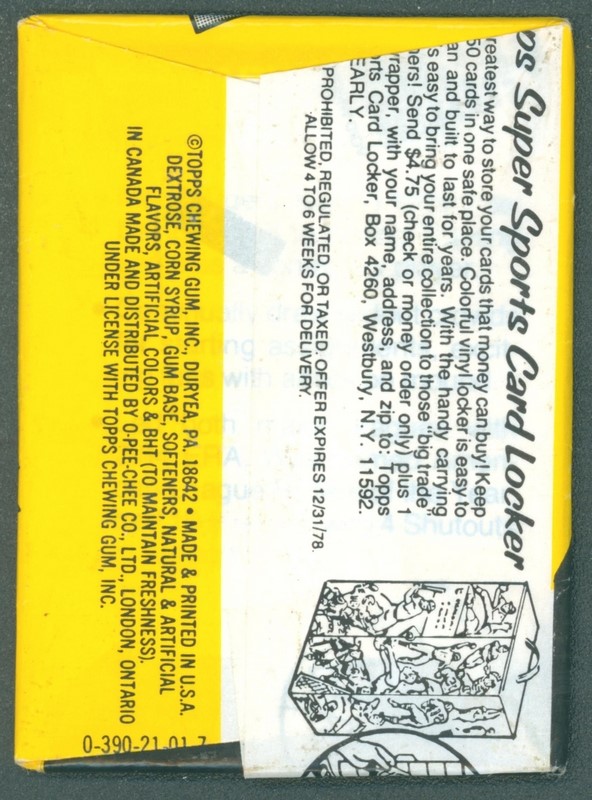 ps Super Sports Card Locker
reatest way to store your cards that money can buy! Keep
50 cards in one safe place. Colorful vinyl locker is easy to
an and built to last for years. With the handy carrying
s easy to bring your entire collection to those "big trade"
ners! Send $4.75 (check or money order only) plus 1
rapper, with your name, address, and zip to: Topps
rts Card Locker, Box 4260, Westbury, N.Y. 11592.
EARLY.
PROHIBITED, REGULATED, OR TAXED. OFFER EXPIRES 12/31/78.
ALLOW 4 TO 6 WEEKS FOR DELIVERY.
©TOPPS CHEWING GUM, INC., DURYEA, PA. 18642 • MADE & PRINTED IN U.S.A.
DEXTROSE, CORN SYRUP, GUM BASE, SOFTENERS, NATURAL & ARTIFICIAL
FLAVORS, ARTIFICIAL COLORS & BHT (TO MAINTAIN FRESHNESS).
IN CANADA MADE AND DISTRIBUTED BY O-PEE-CHEE CO., LTD., LONDON, ONTARIO
UNDER LICENSE WITH TOPPS CHEWING GUM, INC.
0-390-21-01-7